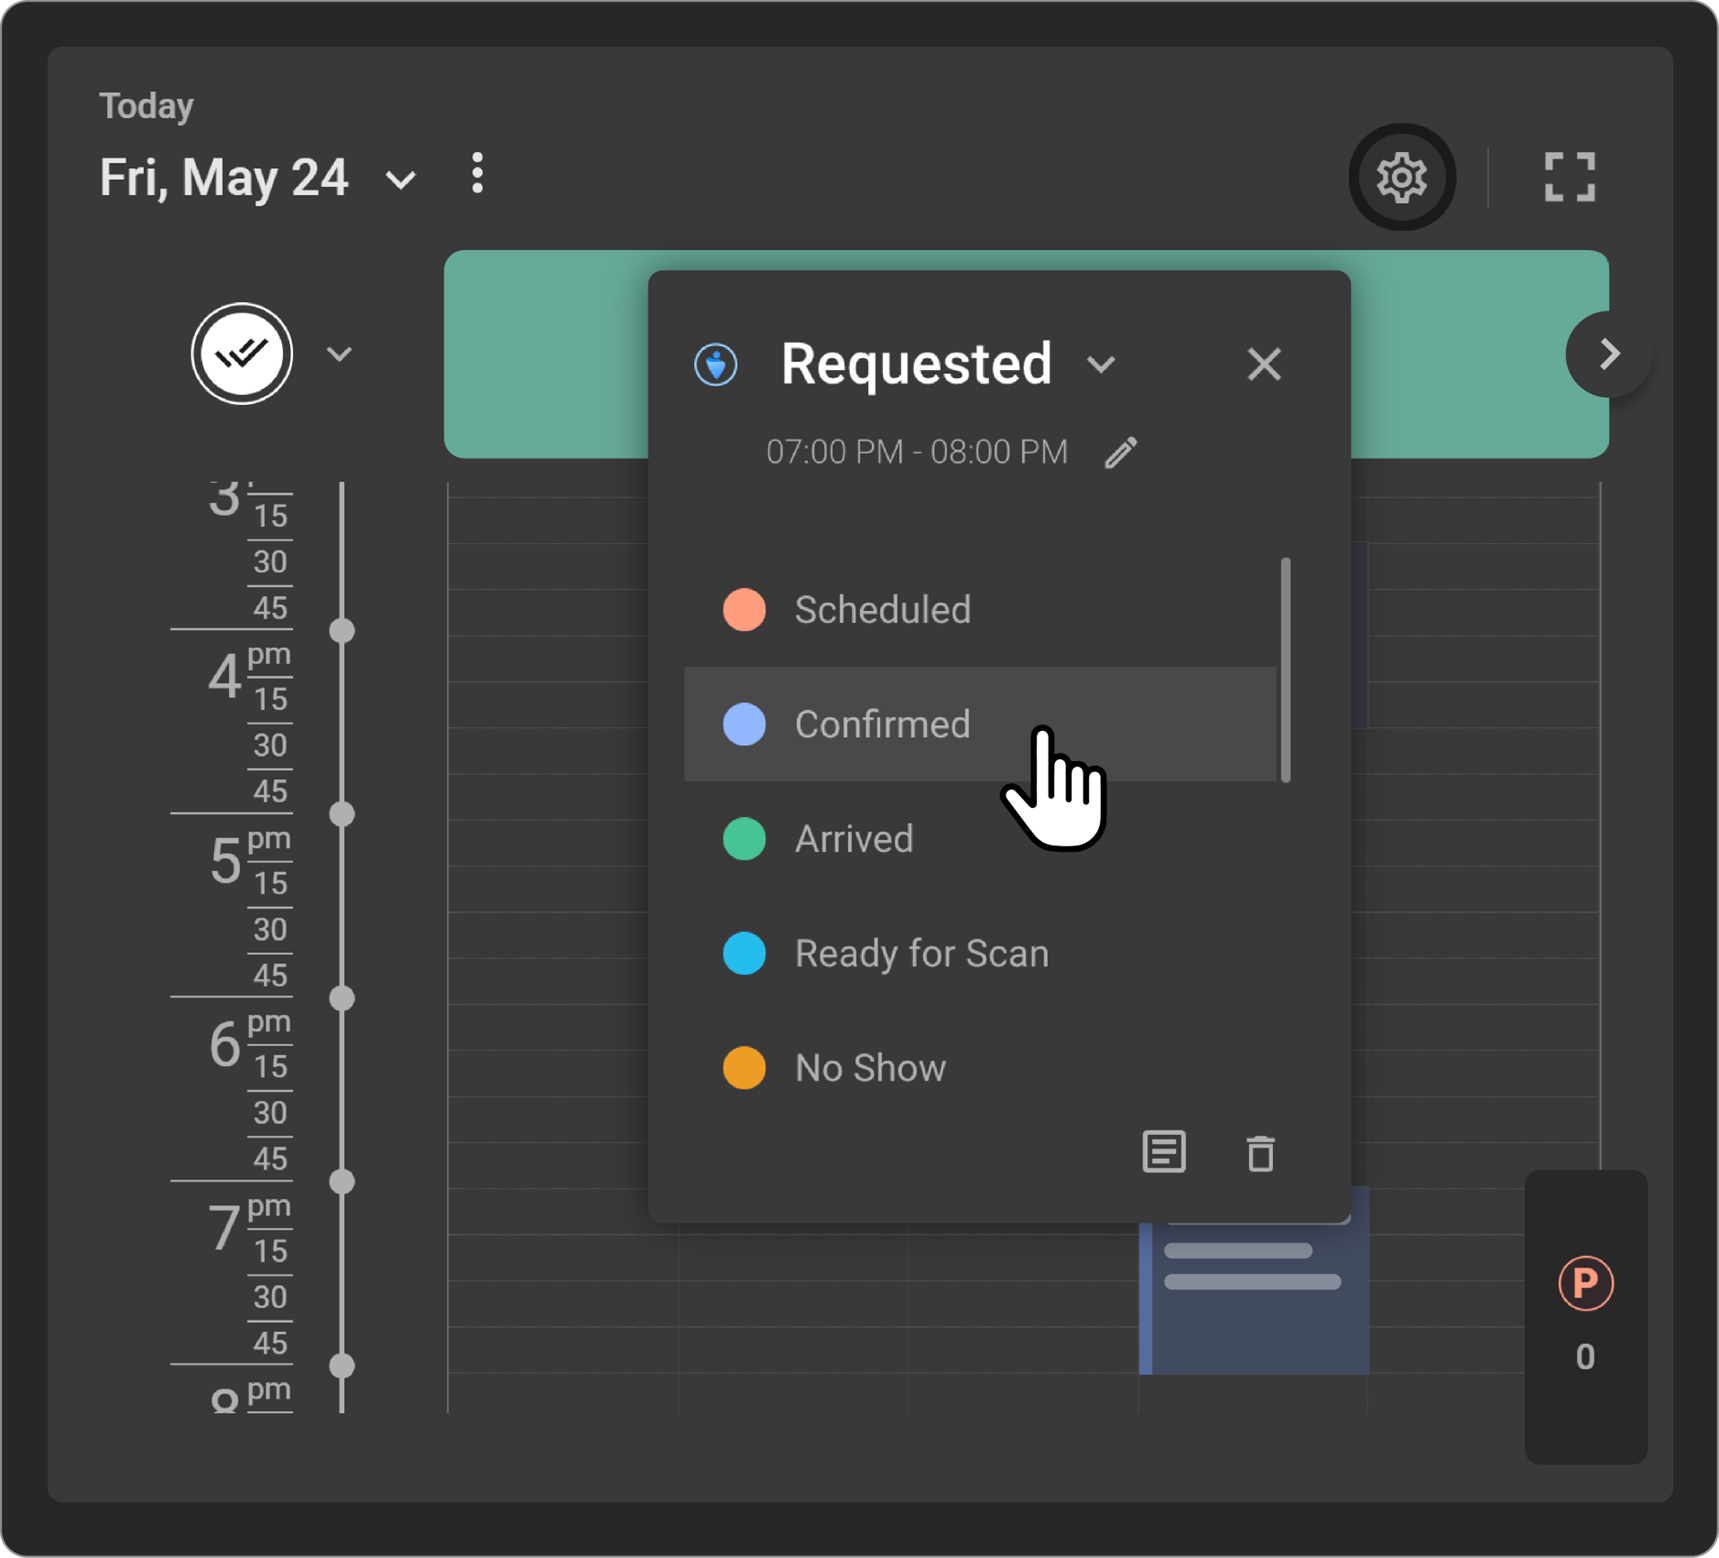 Today
Fri, May 24
Requested
07:00 PM - 08:00 PM
Scheduled
Confirmed
Arrived
Ready for Scan
No Show
3
15
30
45
4 pm
15
30
45
5 pm
15
30
45
6 pm
15
30
45
7 pm
15
30
45
8 pm
P
0